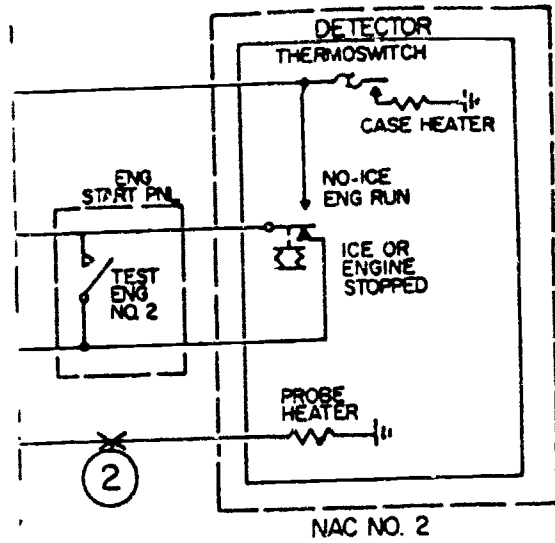 DETECTOR
THERMOSWITCH
CASE HEATER
ENG
START PNL
NO-ICE
ENG RUN
TEST
ENG
NO. 2
ICE OR
ENGINE
STOPPED
PROBE
HEATER
2
NAC NO. 2